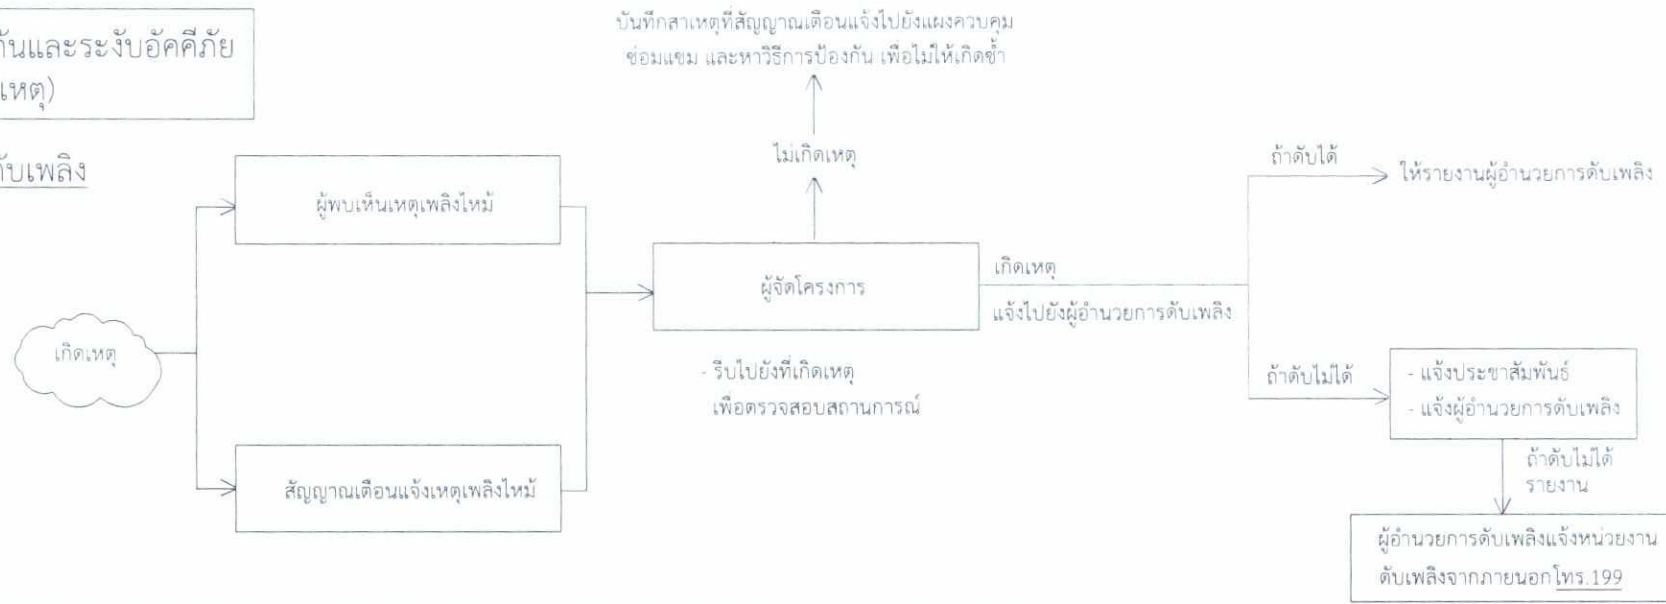 กันและระงับอัคคีภัย
เหตุ)
ดับเพลิง
บันทึกสาเหตุที่สัญญาณเตือนแจ้งไปยังแผงควบคุม
ซ่อมแซม และหาวิธีการป้องกัน เพื่อไม่ให้เกิดซ้ำ
ไม่เกิดเหตุ
ผู้พบเห็นเหตุเพลิงไหม้
เกิดเหตุ
สัญญาณเตือนแจ้งเหตุเพลิงไหม้
ผู้จัดโครงการ
- รีบไปยังที่เกิดเหตุ
เพื่อตรวจสอบสถานการณ์
เกิดเหตุ
แจ้งไปยังผู้อำนวยการดับเพลิง
ถ้าดับได้
ให้รายงานผู้อำนวยการดับเพลิง
ถ้าดับไม่ได้
- แจ้งประชาสัมพันธ์
- แจ้งผู้อำนวยการดับเพลิง
ถ้าดับไม่ได้
รายงาน
ผู้อำนวยการดับเพลิงแจ้งหน่วยงาน
ดับเพลิงจากภายนอกโทร.199